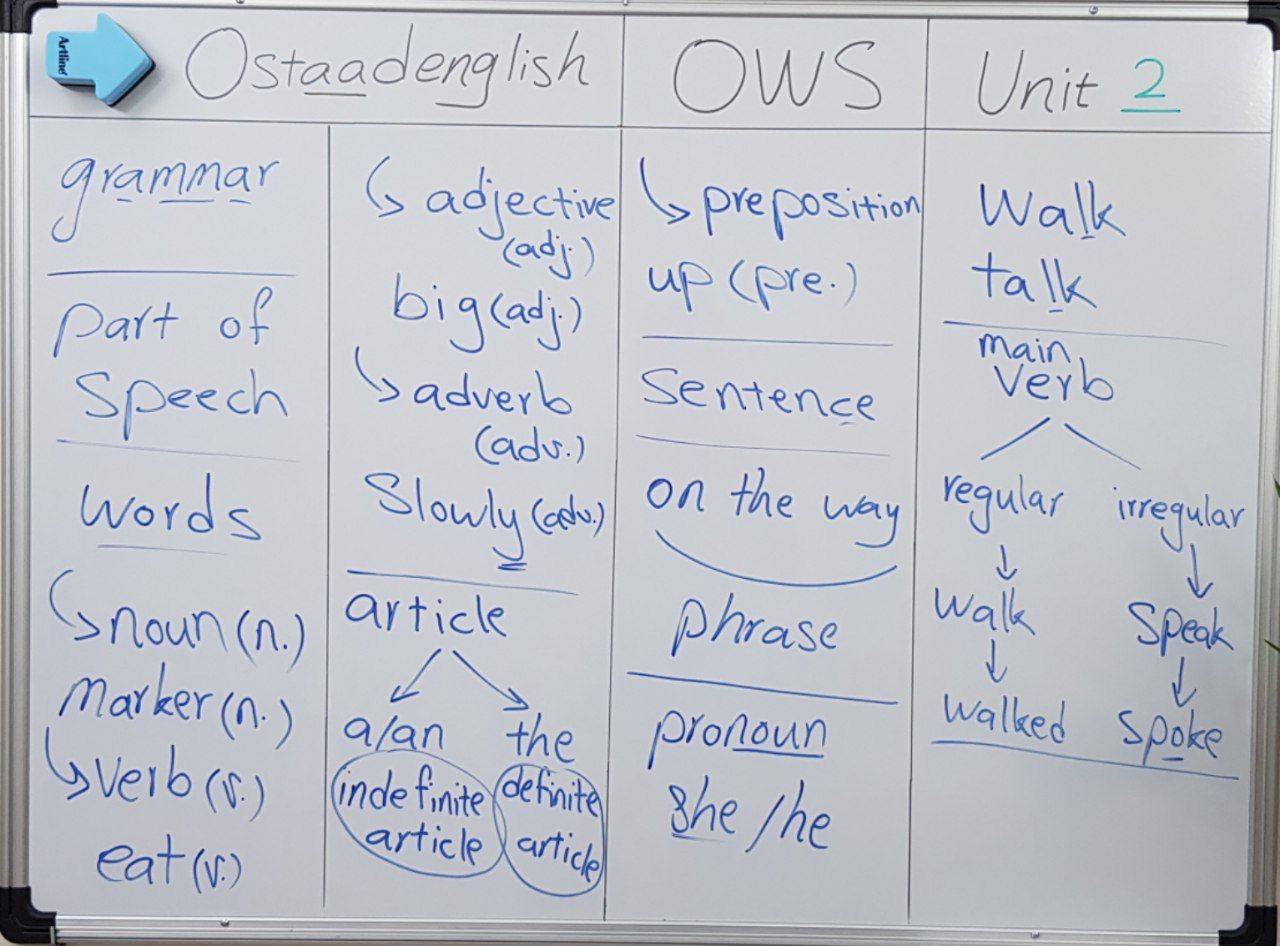 Artline
Ostaadenglish
OWS
Unit 2
grammar
part of
speech
words
noun (n.)
marker (n.)
verb (v.)
eat (v.)
adjective
(adj.)
big (adj.)
adverb
(adv.)
Slowly (adv.)
article
a/an the
indefinite
article
definite
article
preposition
up (pre.)
Sentence
on the way
phrase
pronoun
she/he
walk
talk
main
verb
regular irregular
walk speak
walked spoke